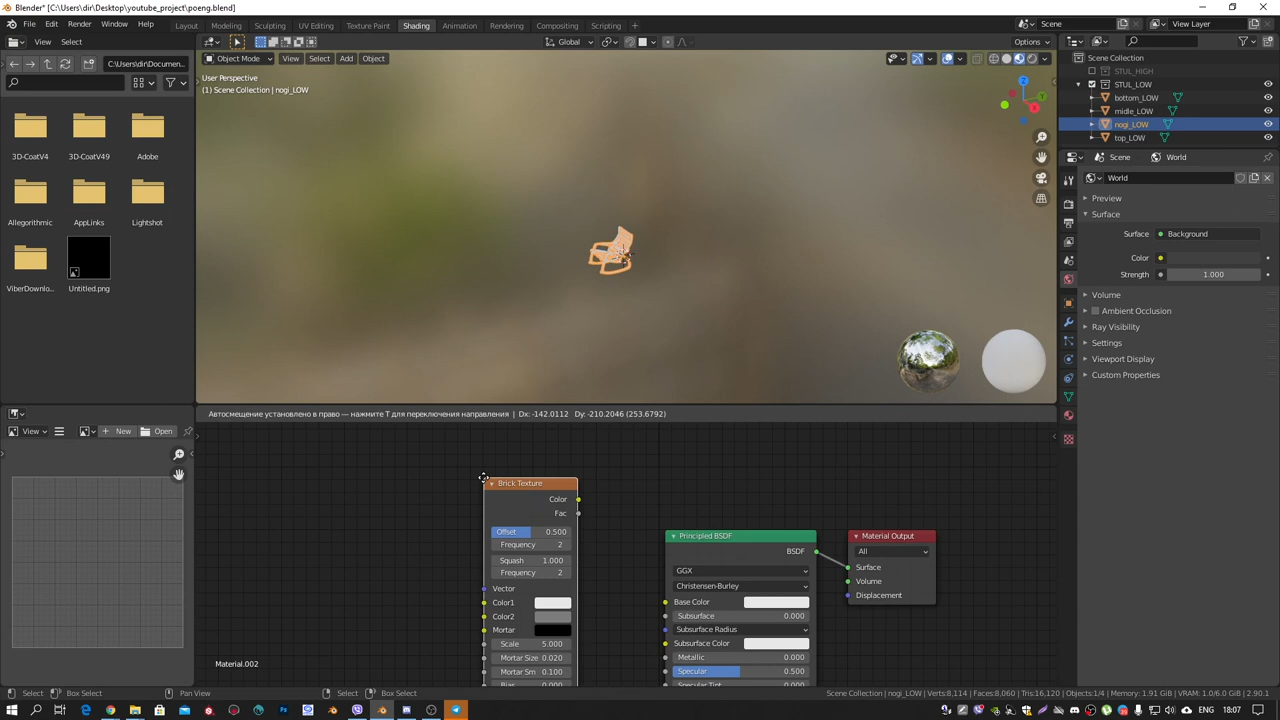 Blender* [C:\Users\dir\Desktop\youtube_project\poeng.blend]
File Edit Render Window Help Layout Modeling Sculpting UV Editing Texture Paint Shading Animation Rendering Compositing Scripting Scene View Layer
View Select Global Options
C:\Users\dir\Documen... Object Mode View Select Add Object Scene Collection
User Perspective
(1) Scene Collection | nogi_LOW
STUL_HIGH
STUL_LOW
bottom_LOW
midle_LOW
nogi_LOW
top_LOW
3D-CoatV4 3D-CoatV49 Adobe
Allegorithmic AppLinks Lightshot
ViberDownlo... Untitled.png
Scene World
World
Preview
Surface
Surface Background
Color
Strength 1.000
Volume
Ambient Occlusion
Ray Visibility
Settings
Viewport Display
Custom Properties
Автосмещение установлено в право — нажмите T для переключения направления | Dx: -142.0112 Dy: -210.2046 (253.6792)
View New Open
Brick Texture
Color
Fac
Offset 0.500
Frequency 2
Squash 1.000
Frequency 2
Vector
Color1
Color2
Mortar
Scale 5.000
Mortar Size 0.020
Mortar Sm 0.100
Bias 0.000
Principled BSDF
BSDF
GGX
Christensen-Burley
Base Color
Subsurface 0.000
Subsurface Radius
Subsurface Color
Metallic 0.000
Specular 0.500
Specular Tint
Material Output
All
Surface
Volume
Displacement
Material.002
Select Box Select Pan View Select Box Select Scene Collection | nogi_LOW | Verts:8,114 | Faces:8,060 | Tris:16,120 | Objects:1/4 | Memory: 1.91 GiB | VRAM: 1.0/6.0 GiB | 2.90.1
ENG 18:07